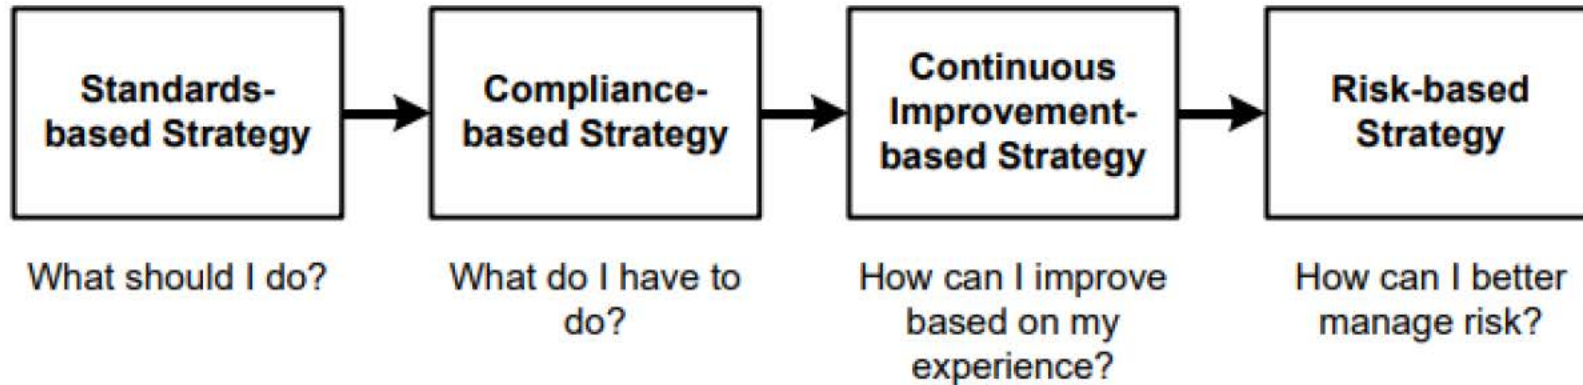 Standards-
based Strategy
Compliance-
based Strategy
Continuous
Improvement-
based Strategy
Risk-based
Strategy
What should I do?
What do I have to
do?
How can I improve
based on my
experience?
How can I better
manage risk?